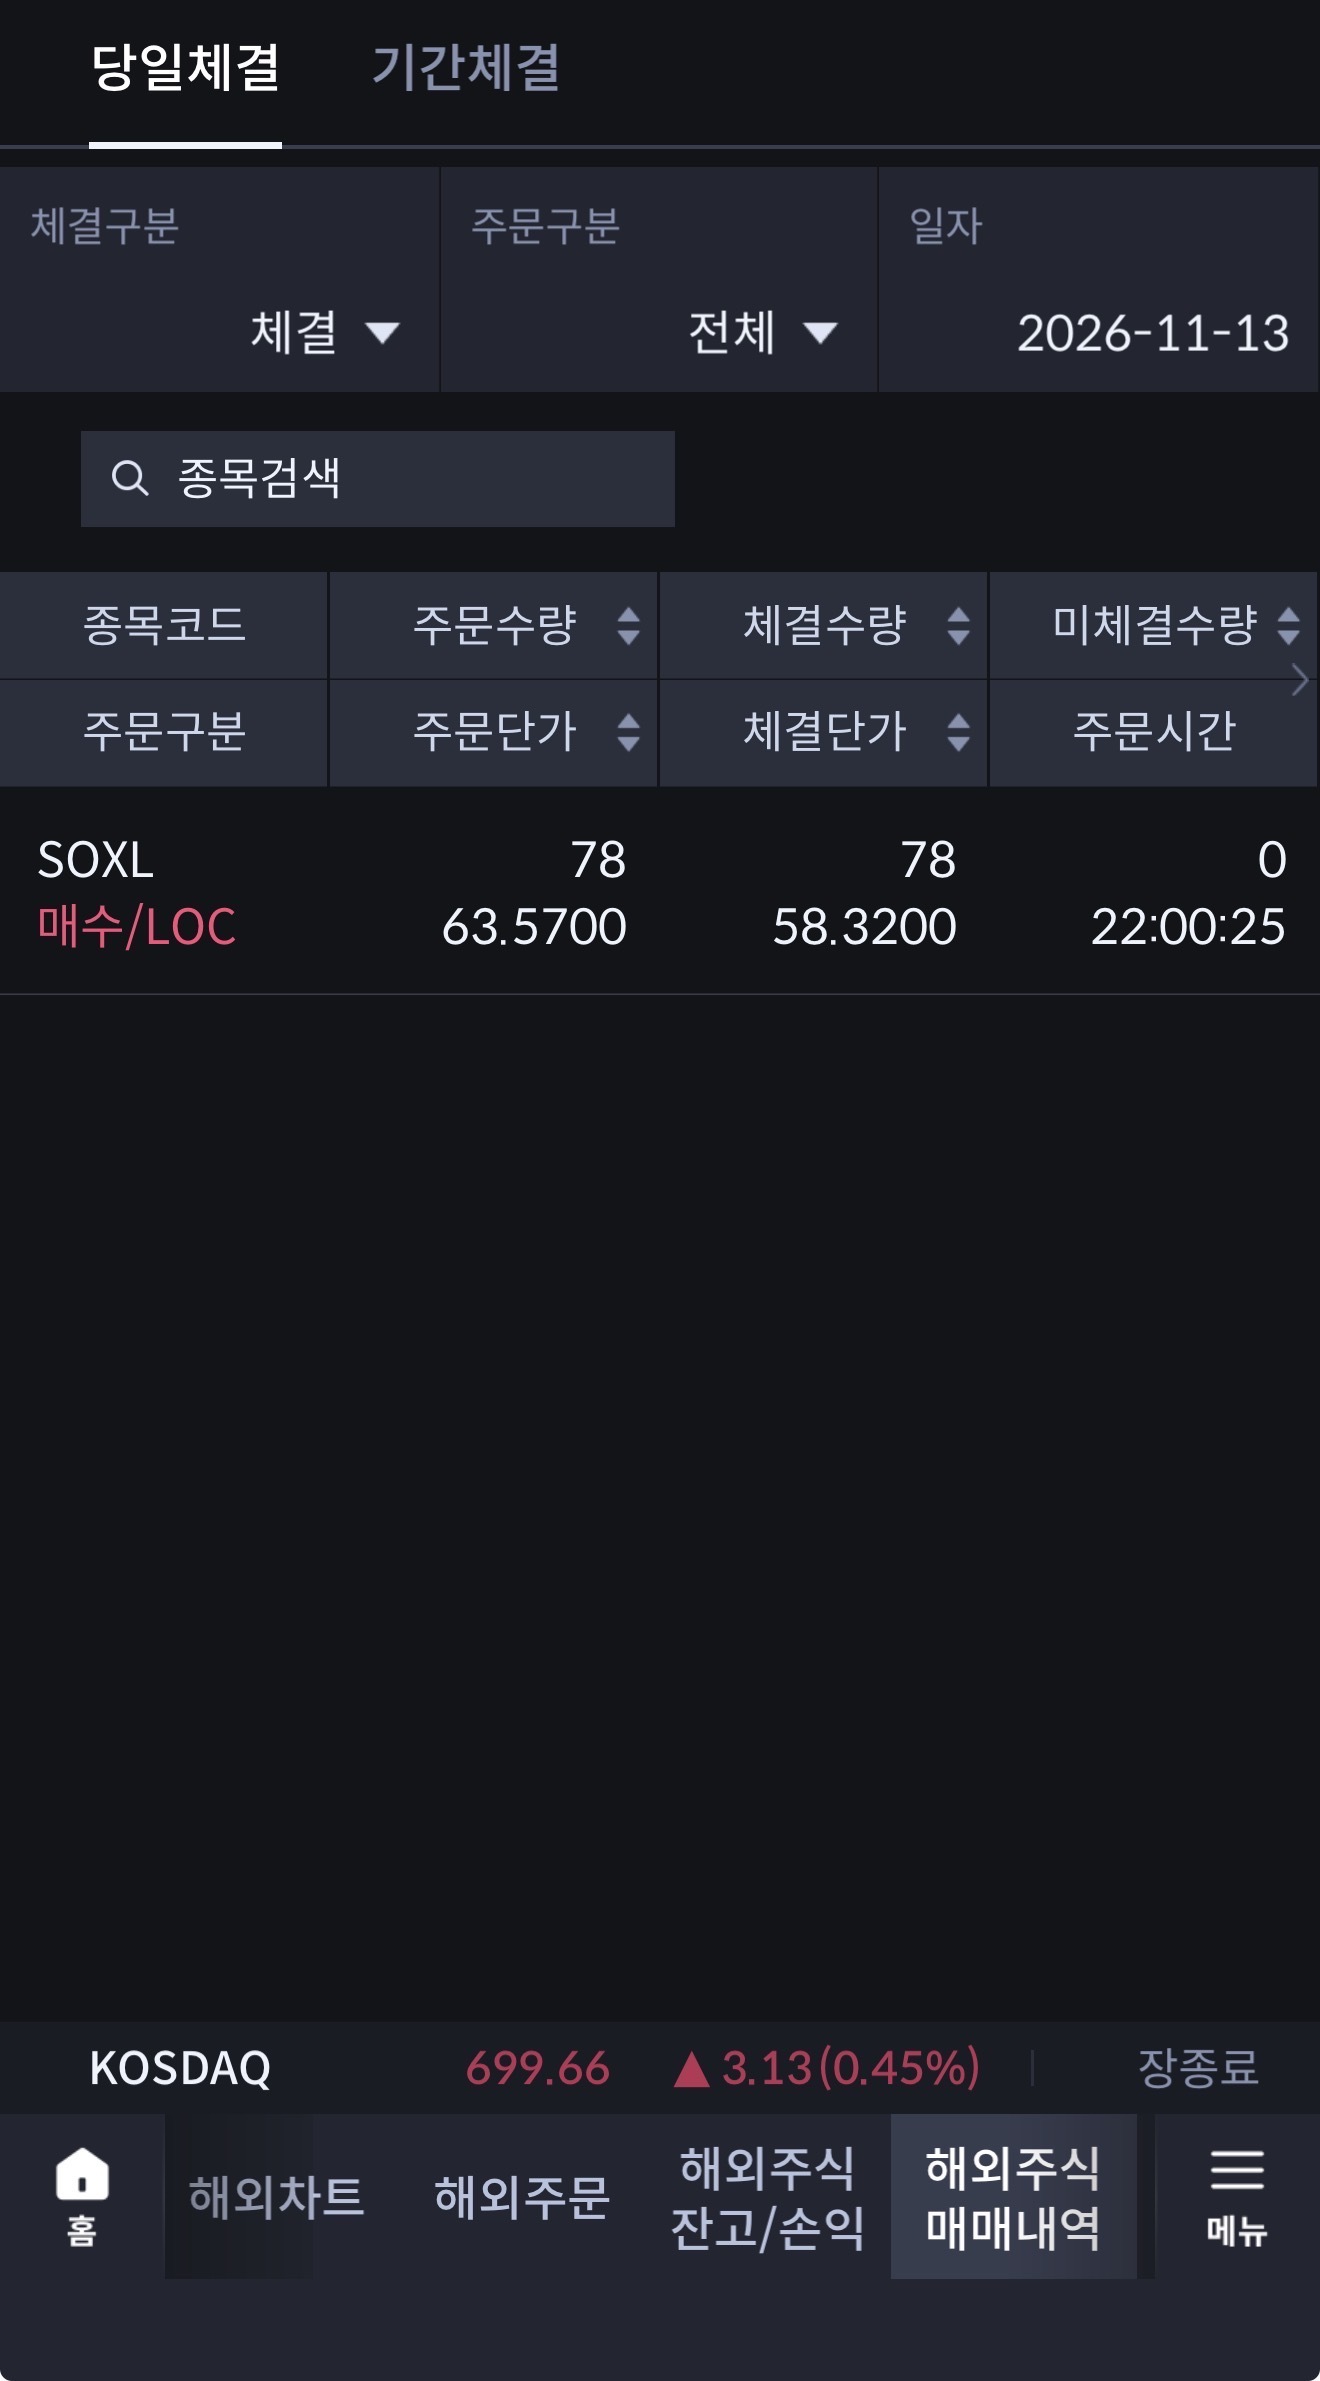 당일체결 기간체결
체결구분 주문구분 일자
체결 전체 2026-11-13
종목검색
종목코드 주문수량 체결수량 미체결수량
주문구분 주문단가 체결단가 주문시간
SOXL 78 78 0
매수/LOC 63.5700 58.3200 22:00:25
KOSDAQ 699.66 ▲3.13(0.45%) 장종료
홈
해외차트
해외주문
해외주식
잔고/손익
해외주식
매매내역
메뉴